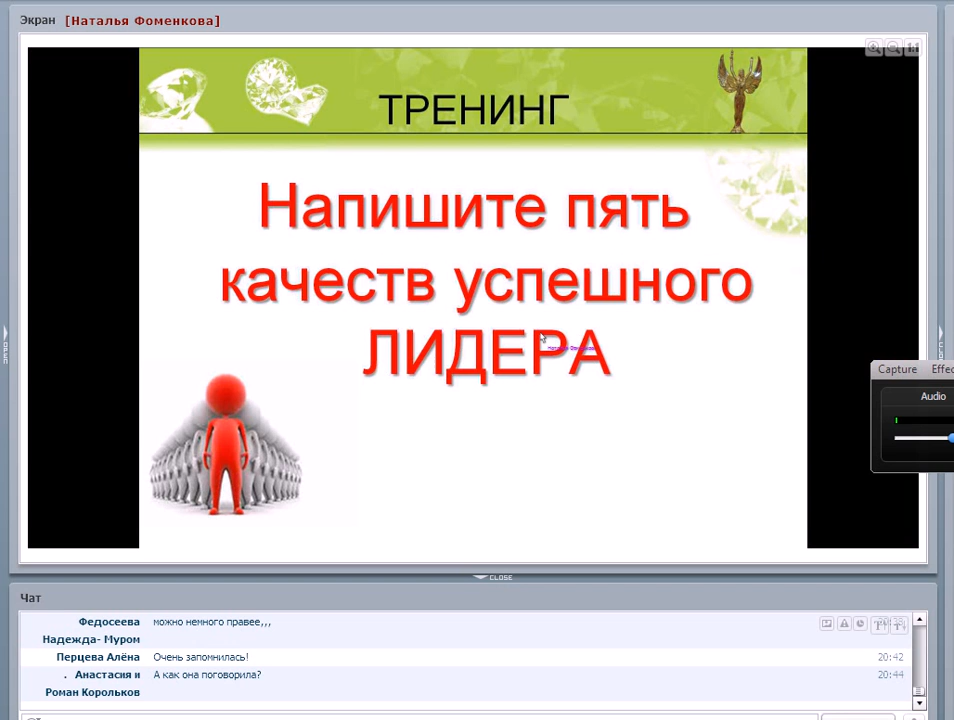 Экран [Наталья Фоменкова]
ТРЕНИНГ
Напишите пять
качеств успешного
ЛИДЕРА
Capture
Audio
CLOSE
Чат
Федосеева можно немного правее,,,
Надежда- Муром
Перцева Алёна Очень запомнилась! 20:42
. Анастасия и А как она поговорила? 20:44
Роман Корольков